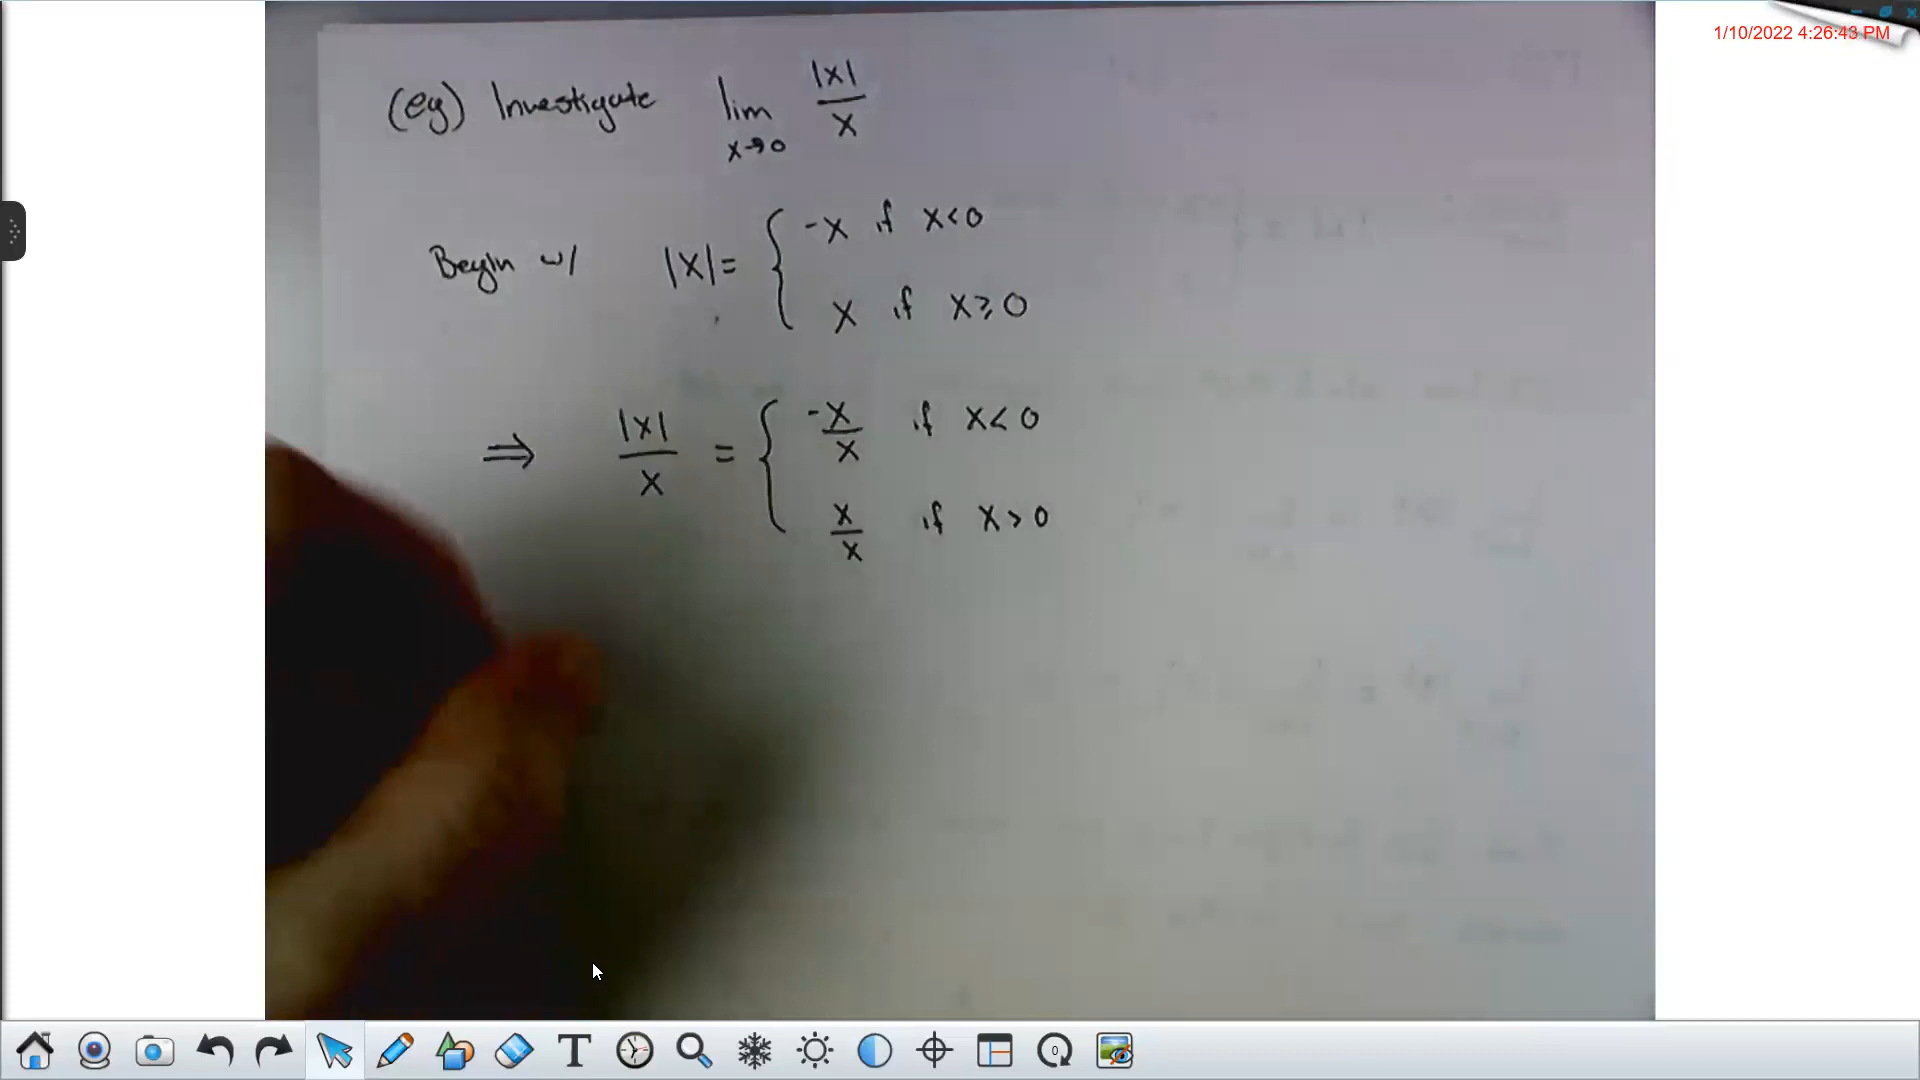 1/10/2022 4:26:43 PM
(eg) Investigate lim x→0 |x|/x
Begin w/ |x| = { -x if x<0
x if x≥0
⇒ |x|/x = { -x/x if x<0
x/x if x>0
T
0